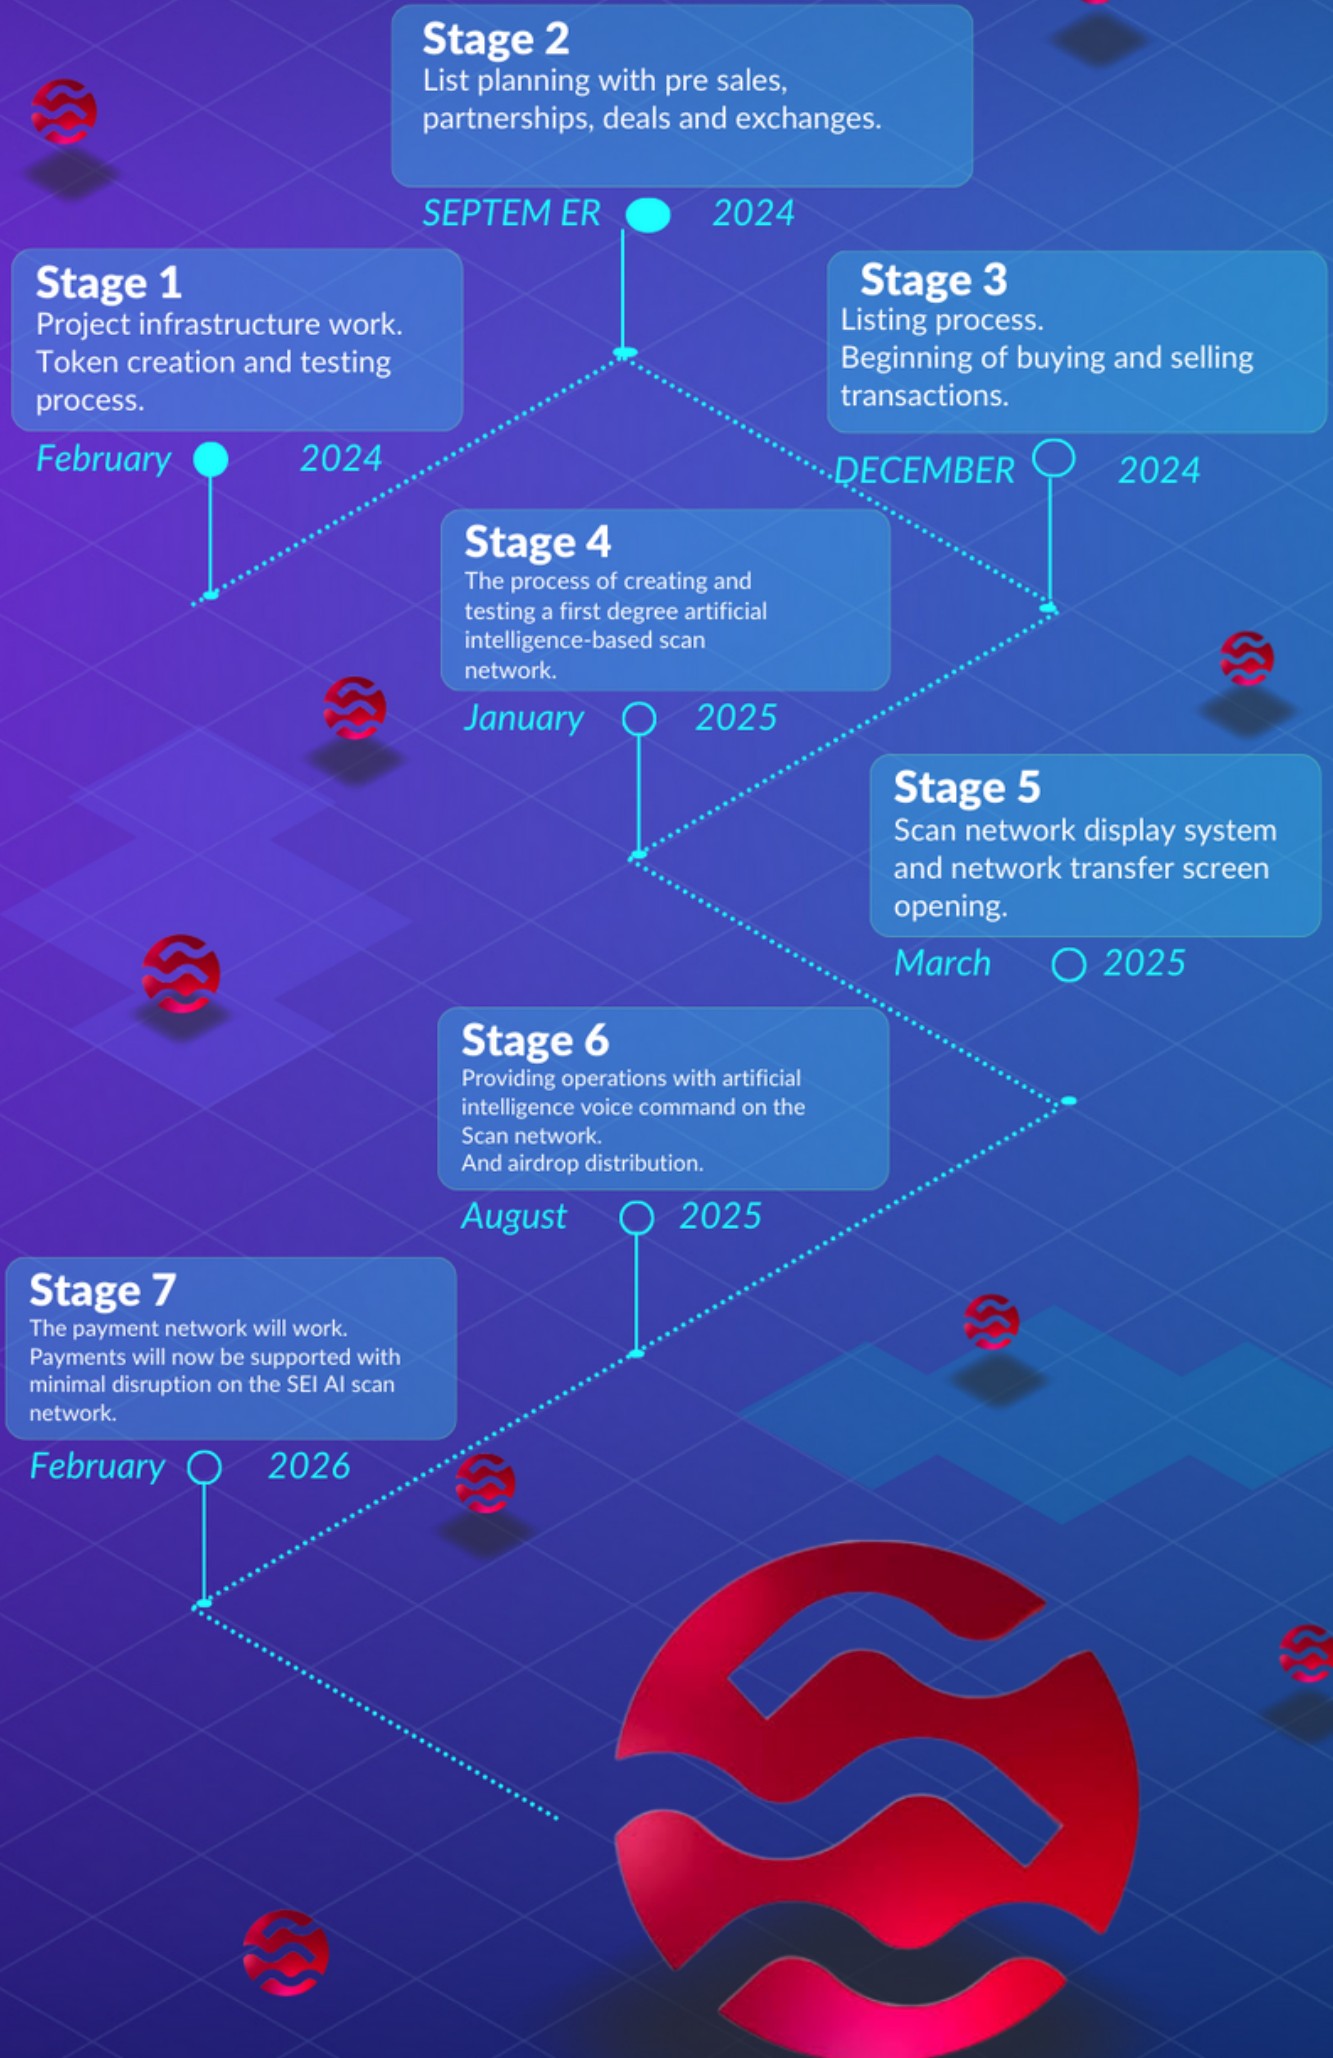 Stage 2
List planning with pre sales,
partnerships, deals and exchanges.
SEPTEM ER 2024
Stage 1
Project infrastructure work.
Token creation and testing
process.
February 2024
Stage 3
Listing process.
Beginning of buying and selling
transactions.
DECEMBER 2024
Stage 4
The process of creating and
testing a first degree artificial
intelligence-based scan
network.
January 2025
Stage 5
Scan network display system
and network transfer screen
opening.
March 2025
Stage 6
Providing operations with artificial
intelligence voice command on the
Scan network.
And airdrop distribution.
August 2025
Stage 7
The payment network will work.
Payments will now be supported with
minimal disruption on the SEI AI scan
network.
February 2026